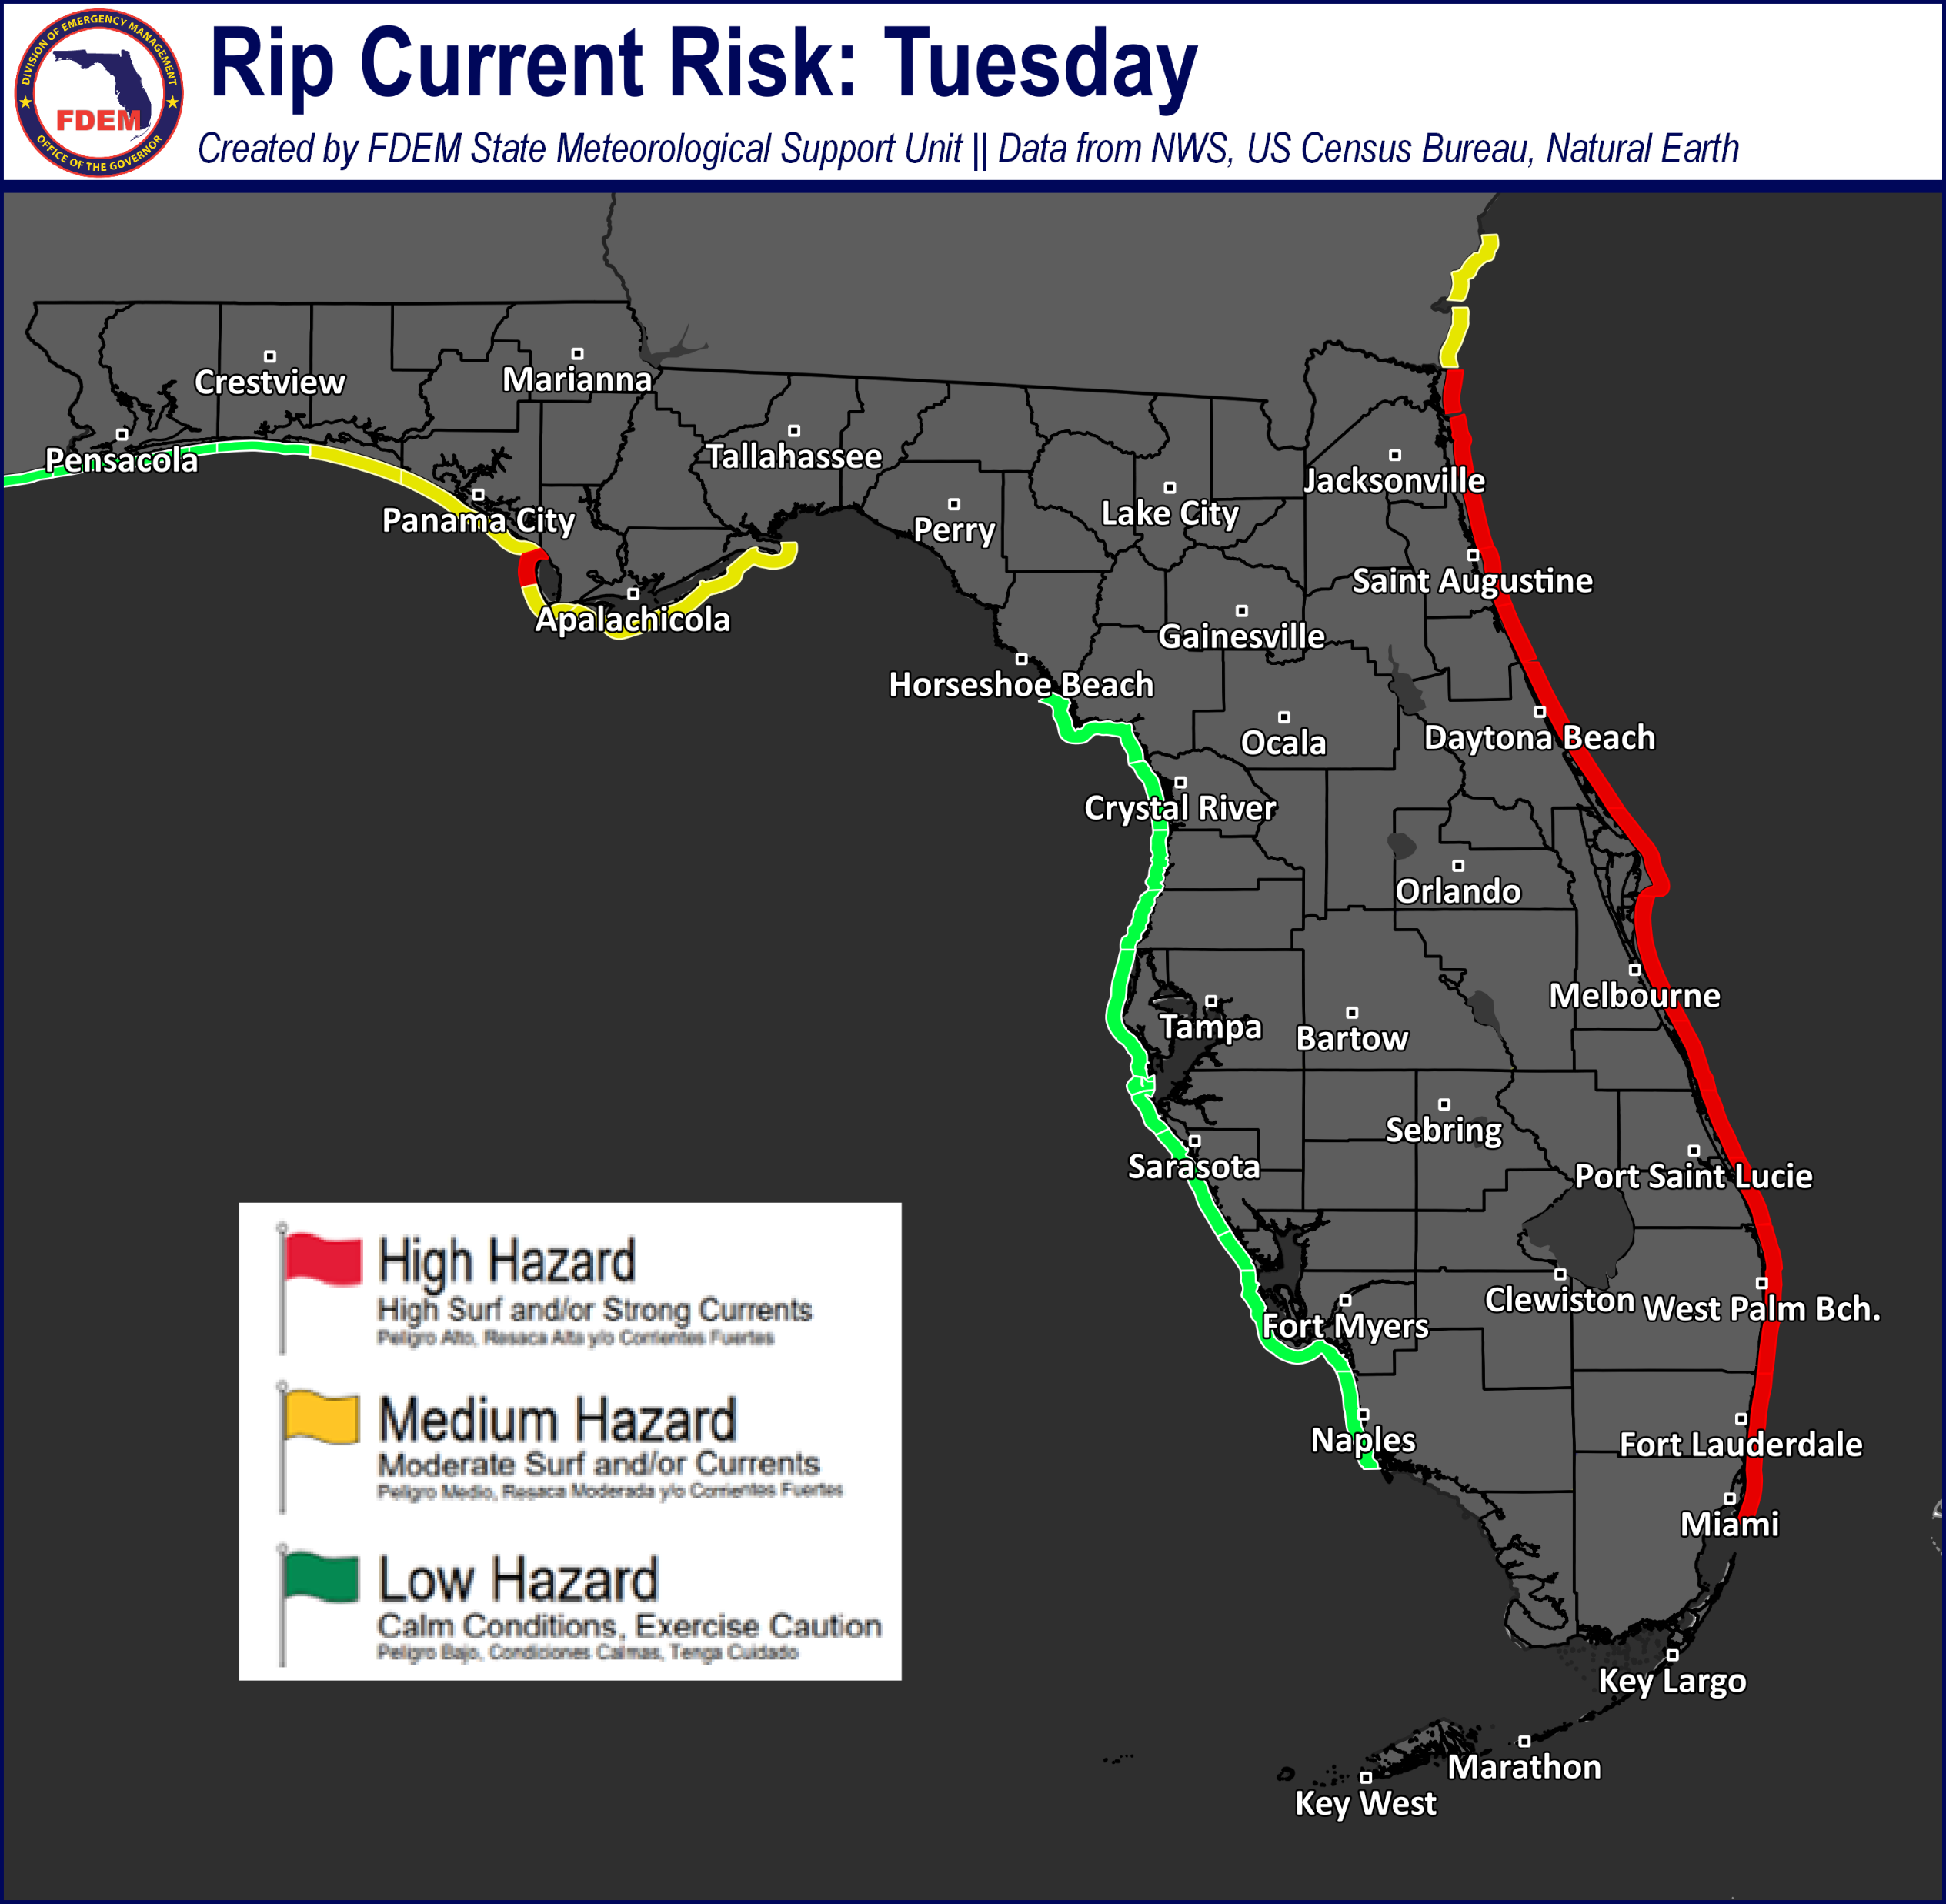 DIVISION OF EMERGENCY MANAGEMENT
FDEM
OFFICE OF THE GOVERNOR
Rip Current Risk: Tuesday
Created by FDEM State Meteorological Support Unit || Data from NWS, US Census Bureau, Natural Earth
Crestview
Marianna
Pensacola
Tallahassee
Panama City
Perry
Lake City
Jacksonville
Saint Augustine
Apalachicola
Gainesville
Horseshoe Beach
Ocala
Daytona Beach
Crystal River
Orlando
Melbourne
Tampa
Bartow
Sebring
Sarasota
Port Saint Lucie
Clewiston
West Palm Bch.
Fort Myers
Naples
Fort Lauderdale
Miami
Key Largo
Marathon
Key West
High Hazard
High Surf and/or Strong Currents
Peligro Alto, Resaca Alta y/o Corrientes Fuertes
Medium Hazard
Moderate Surf and/or Currents
Peligro Medio, Resaca Moderada y/o Corrientes Fuertes
Low Hazard
Calm Conditions, Exercise Caution
Peligro Bajo, Condiciones Calmas, Tenga Cuidado